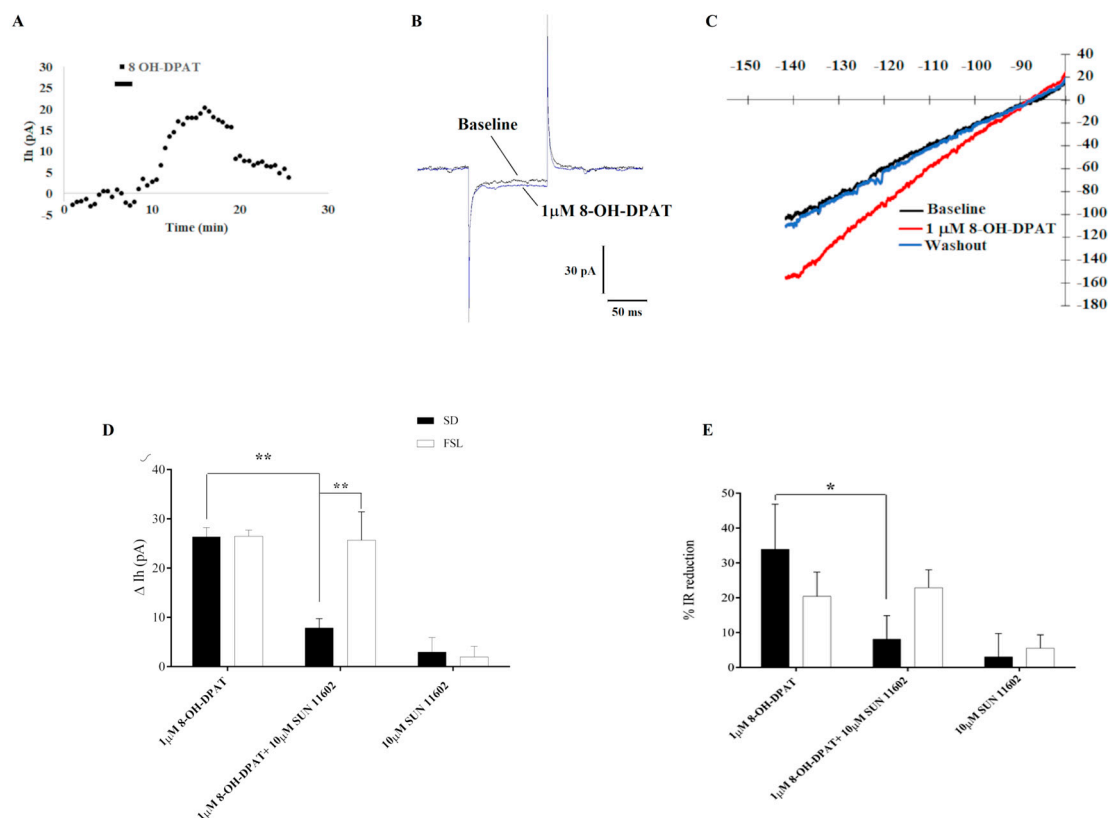 A
8 OH-DPAT
30
25
20
15
10
5
0
-5
0
10
20
30
Ih (pA)
Time (min)
B
Baseline
1μM 8-OH-DPAT
30 pA
50 ms
C
-150
-140
-130
-120
-110
-100
-90
40
20
0
-20
-40
-60
-80
-100
-120
-140
-160
-180
Baseline
1 μM 8-OH-DPAT
Washout
D
SD
FSL
**
**
40
30
20
10
0
Δ Ih (pA)
1μM 8-OH-DPAT
1μM 8-OH-DPAT+ 10μM SUN 11602
10μM SUN 11602
E
*
50
40
30
20
10
0
% IR reduction
1μM 8-OH-DPAT
1μM 8-OH-DPAT+ 10μM SUN 11602
10μM SUN 11602